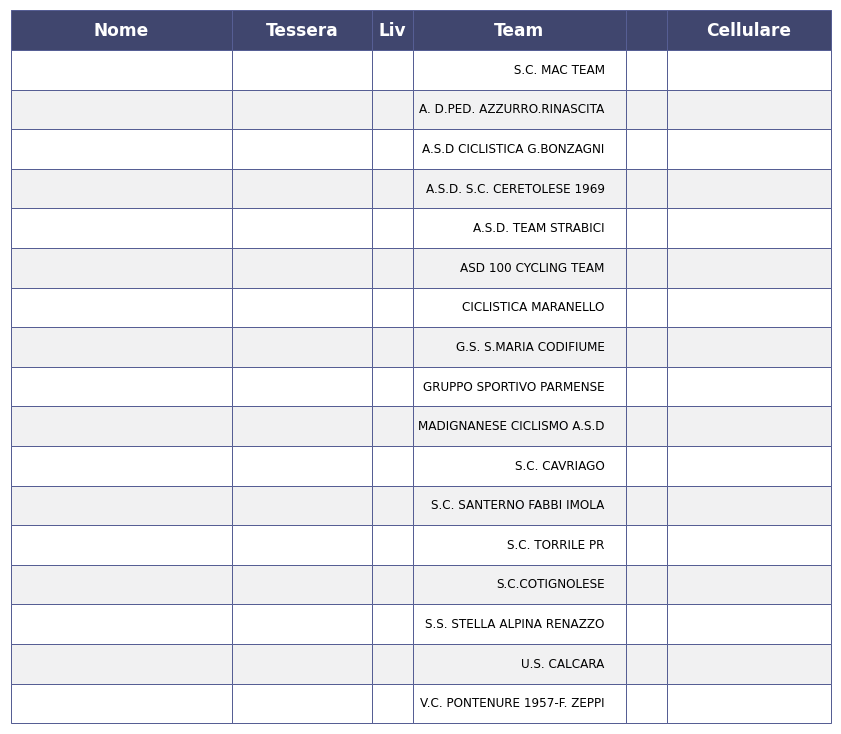 Nome Tessera Liv Team Cellulare
S.C. MAC TEAM
A. D.PED. AZZURRO.RINASCITA
A.S.D CICLISTICA G.BONZAGNI
A.S.D. S.C. CERETOLESE 1969
A.S.D. TEAM STRABICI
ASD 100 CYCLING TEAM
CICLISTICA MARANELLO
G.S. S.MARIA CODIFIUME
GRUPPO SPORTIVO PARMENSE
MADIGNANESE CICLISMO A.S.D
S.C. CAVRIAGO
S.C. SANTERNO FABBI IMOLA
S.C. TORRILE PR
S.C.COTIGNOLESE
S.S. STELLA ALPINA RENAZZO
U.S. CALCARA
V.C. PONTENURE 1957-F. ZEPPI